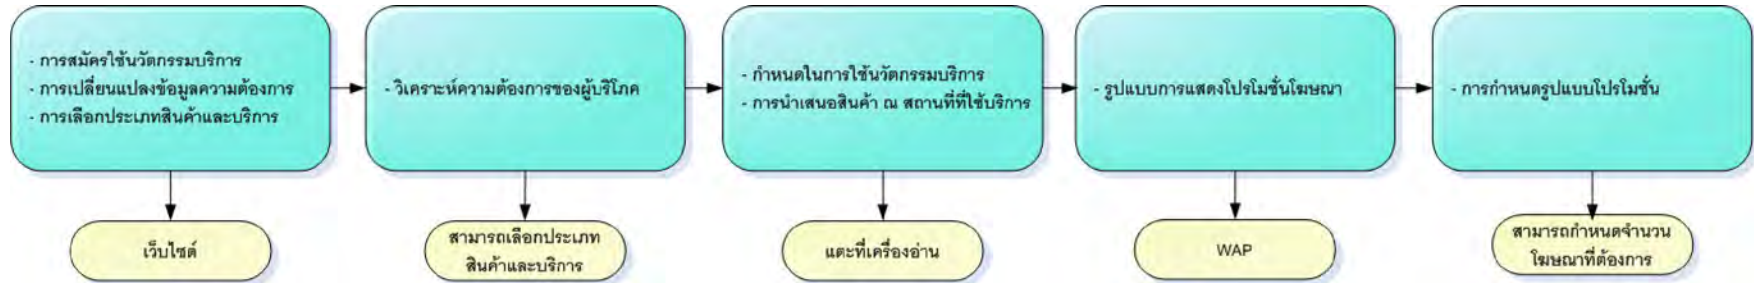 - การสมัครใช้นวัตกรรมบริการ
- การเปลี่ยนแปลงข้อมูลความต้องการ
- การเลือกประเภทสินค้าและบริการ
- วิเคราะห์ความต้องการของผู้บริโภค
- กำหนดในการใช้นวัตกรรมบริการ
- การนำเสนอสินค้า ณ สถานที่ที่ใช้บริการ
- รูปแบบการแสดงโปรโมชั่นโฆษณา
- การกำหนดรูปแบบโปรโมชั่น
เว็บไซต์
สามารถเลือกประเภท
สินค้าและบริการ
แตะที่เครื่องอ่าน
WAP
สามารถกำหนดจำนวน
โฆษณาที่ต้องการ